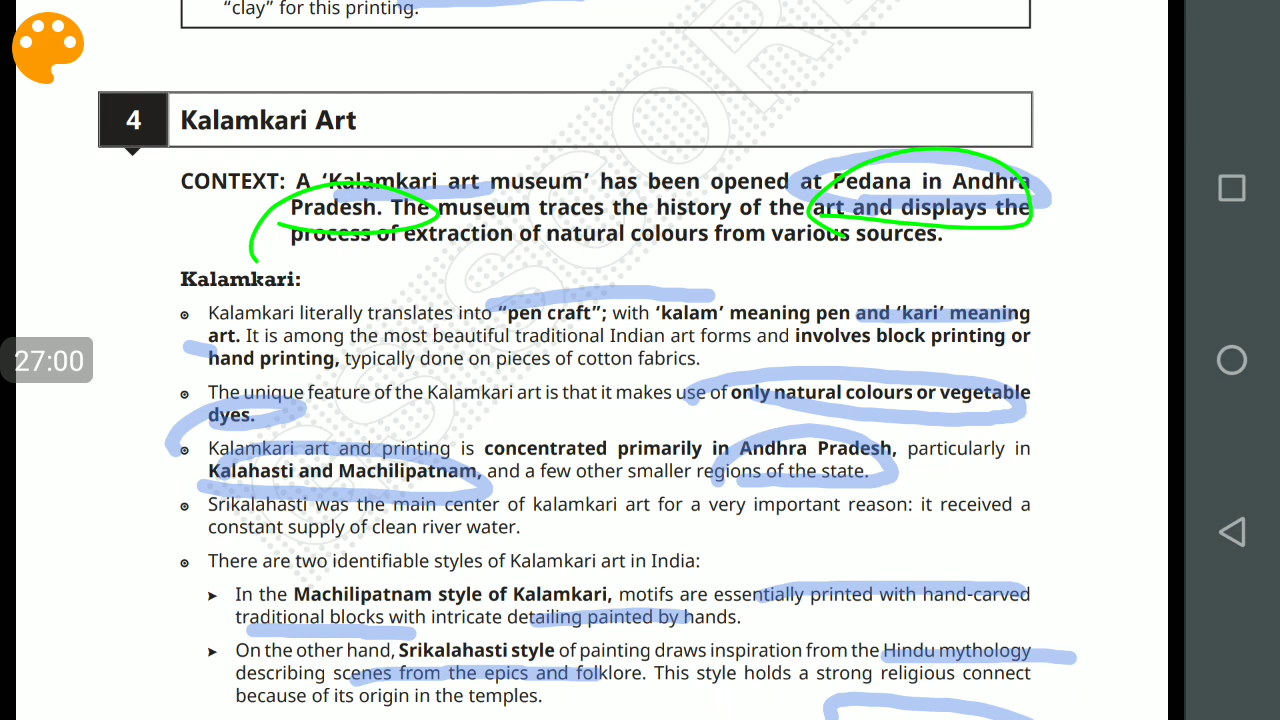 “clay” for this printing.
4 Kalamkari Art
CONTEXT: A ‘Kalamkari art museum’ has been opened at Pedana in Andhra
Pradesh. The museum traces the history of the art and displays the
process of extraction of natural colours from various sources.
Kalamkari:
Kalamkari literally translates into “pen craft”; with ‘kalam’ meaning pen and ‘kari’ meaning
art. It is among the most beautiful traditional Indian art forms and involves block printing or
hand printing, typically done on pieces of cotton fabrics.
27:00
The unique feature of the Kalamkari art is that it makes use of only natural colours or vegetable
dyes.
Kalamkari art and printing is concentrated primarily in Andhra Pradesh, particularly in
Kalahasti and Machilipatnam, and a few other smaller regions of the state.
Srikalahasti was the main center of kalamkari art for a very important reason: it received a
constant supply of clean river water.
There are two identifiable styles of Kalamkari art in India:
In the Machilipatnam style of Kalamkari, motifs are essentially printed with hand-carved
traditional blocks with intricate detailing painted by hands.
On the other hand, Srikalahasti style of painting draws inspiration from the Hindu mythology
describing scenes from the epics and folklore. This style holds a strong religious connect
because of its origin in the temples.